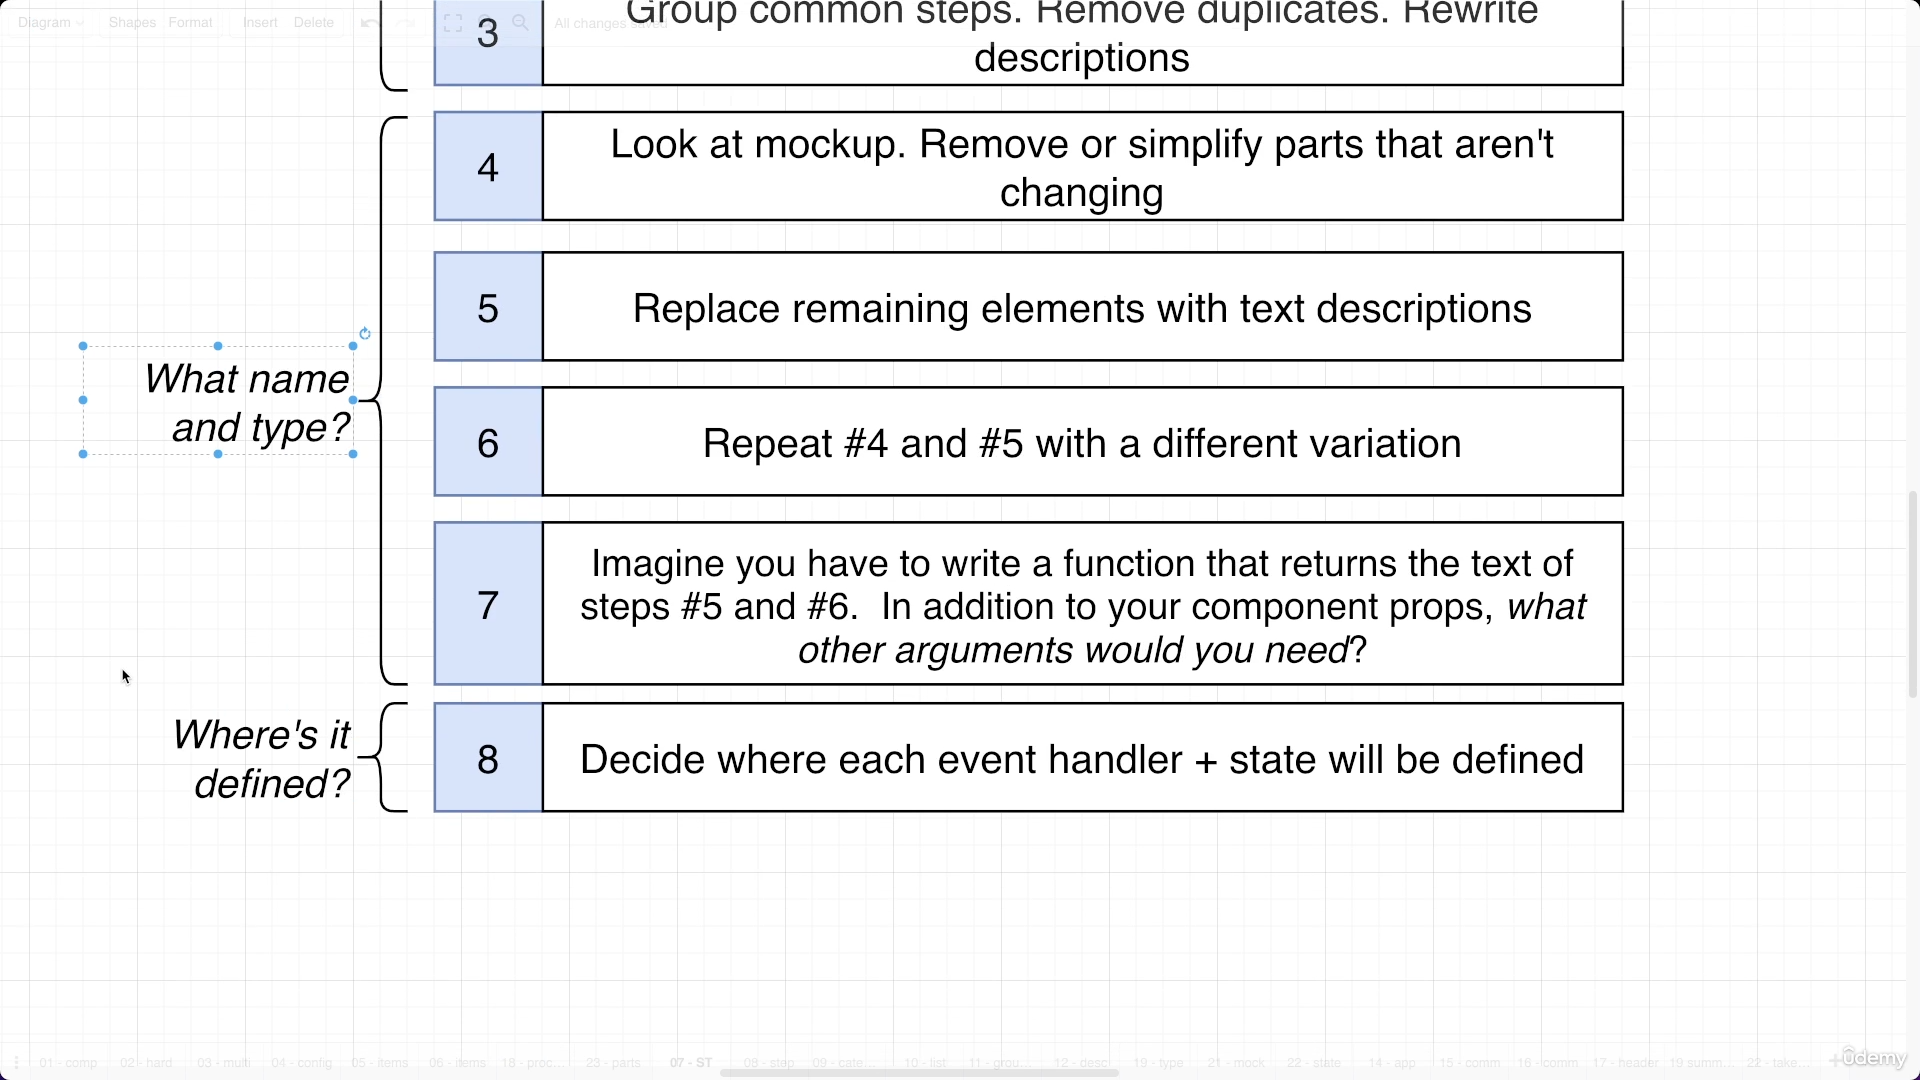 Diagram Shapes Format Insert Delete All changes saved
3
Group common steps. Remove duplicates. Rewrite
descriptions
4
Look at mockup. Remove or simplify parts that aren't
changing
5
Replace remaining elements with text descriptions
What name
and type?
6
Repeat #4 and #5 with a different variation
7
Imagine you have to write a function that returns the text of
steps #5 and #6.  In addition to your component props, what
other arguments would you need?
Where's it
defined?
8
Decide where each event handler + state will be defined
01 - comp 02 - hard 03 - multi 04 - config 05 - items 06 - items 18 - proc... 23 - parts 07 - ST 08 - step 09 - cate... 10 - list 11 - grou... 12 - desc 19 - type 21 - mock 22 - state 14 - app 15 - comm 16 - comm 17 - header 19 summ... 22 - take...
ûdemy